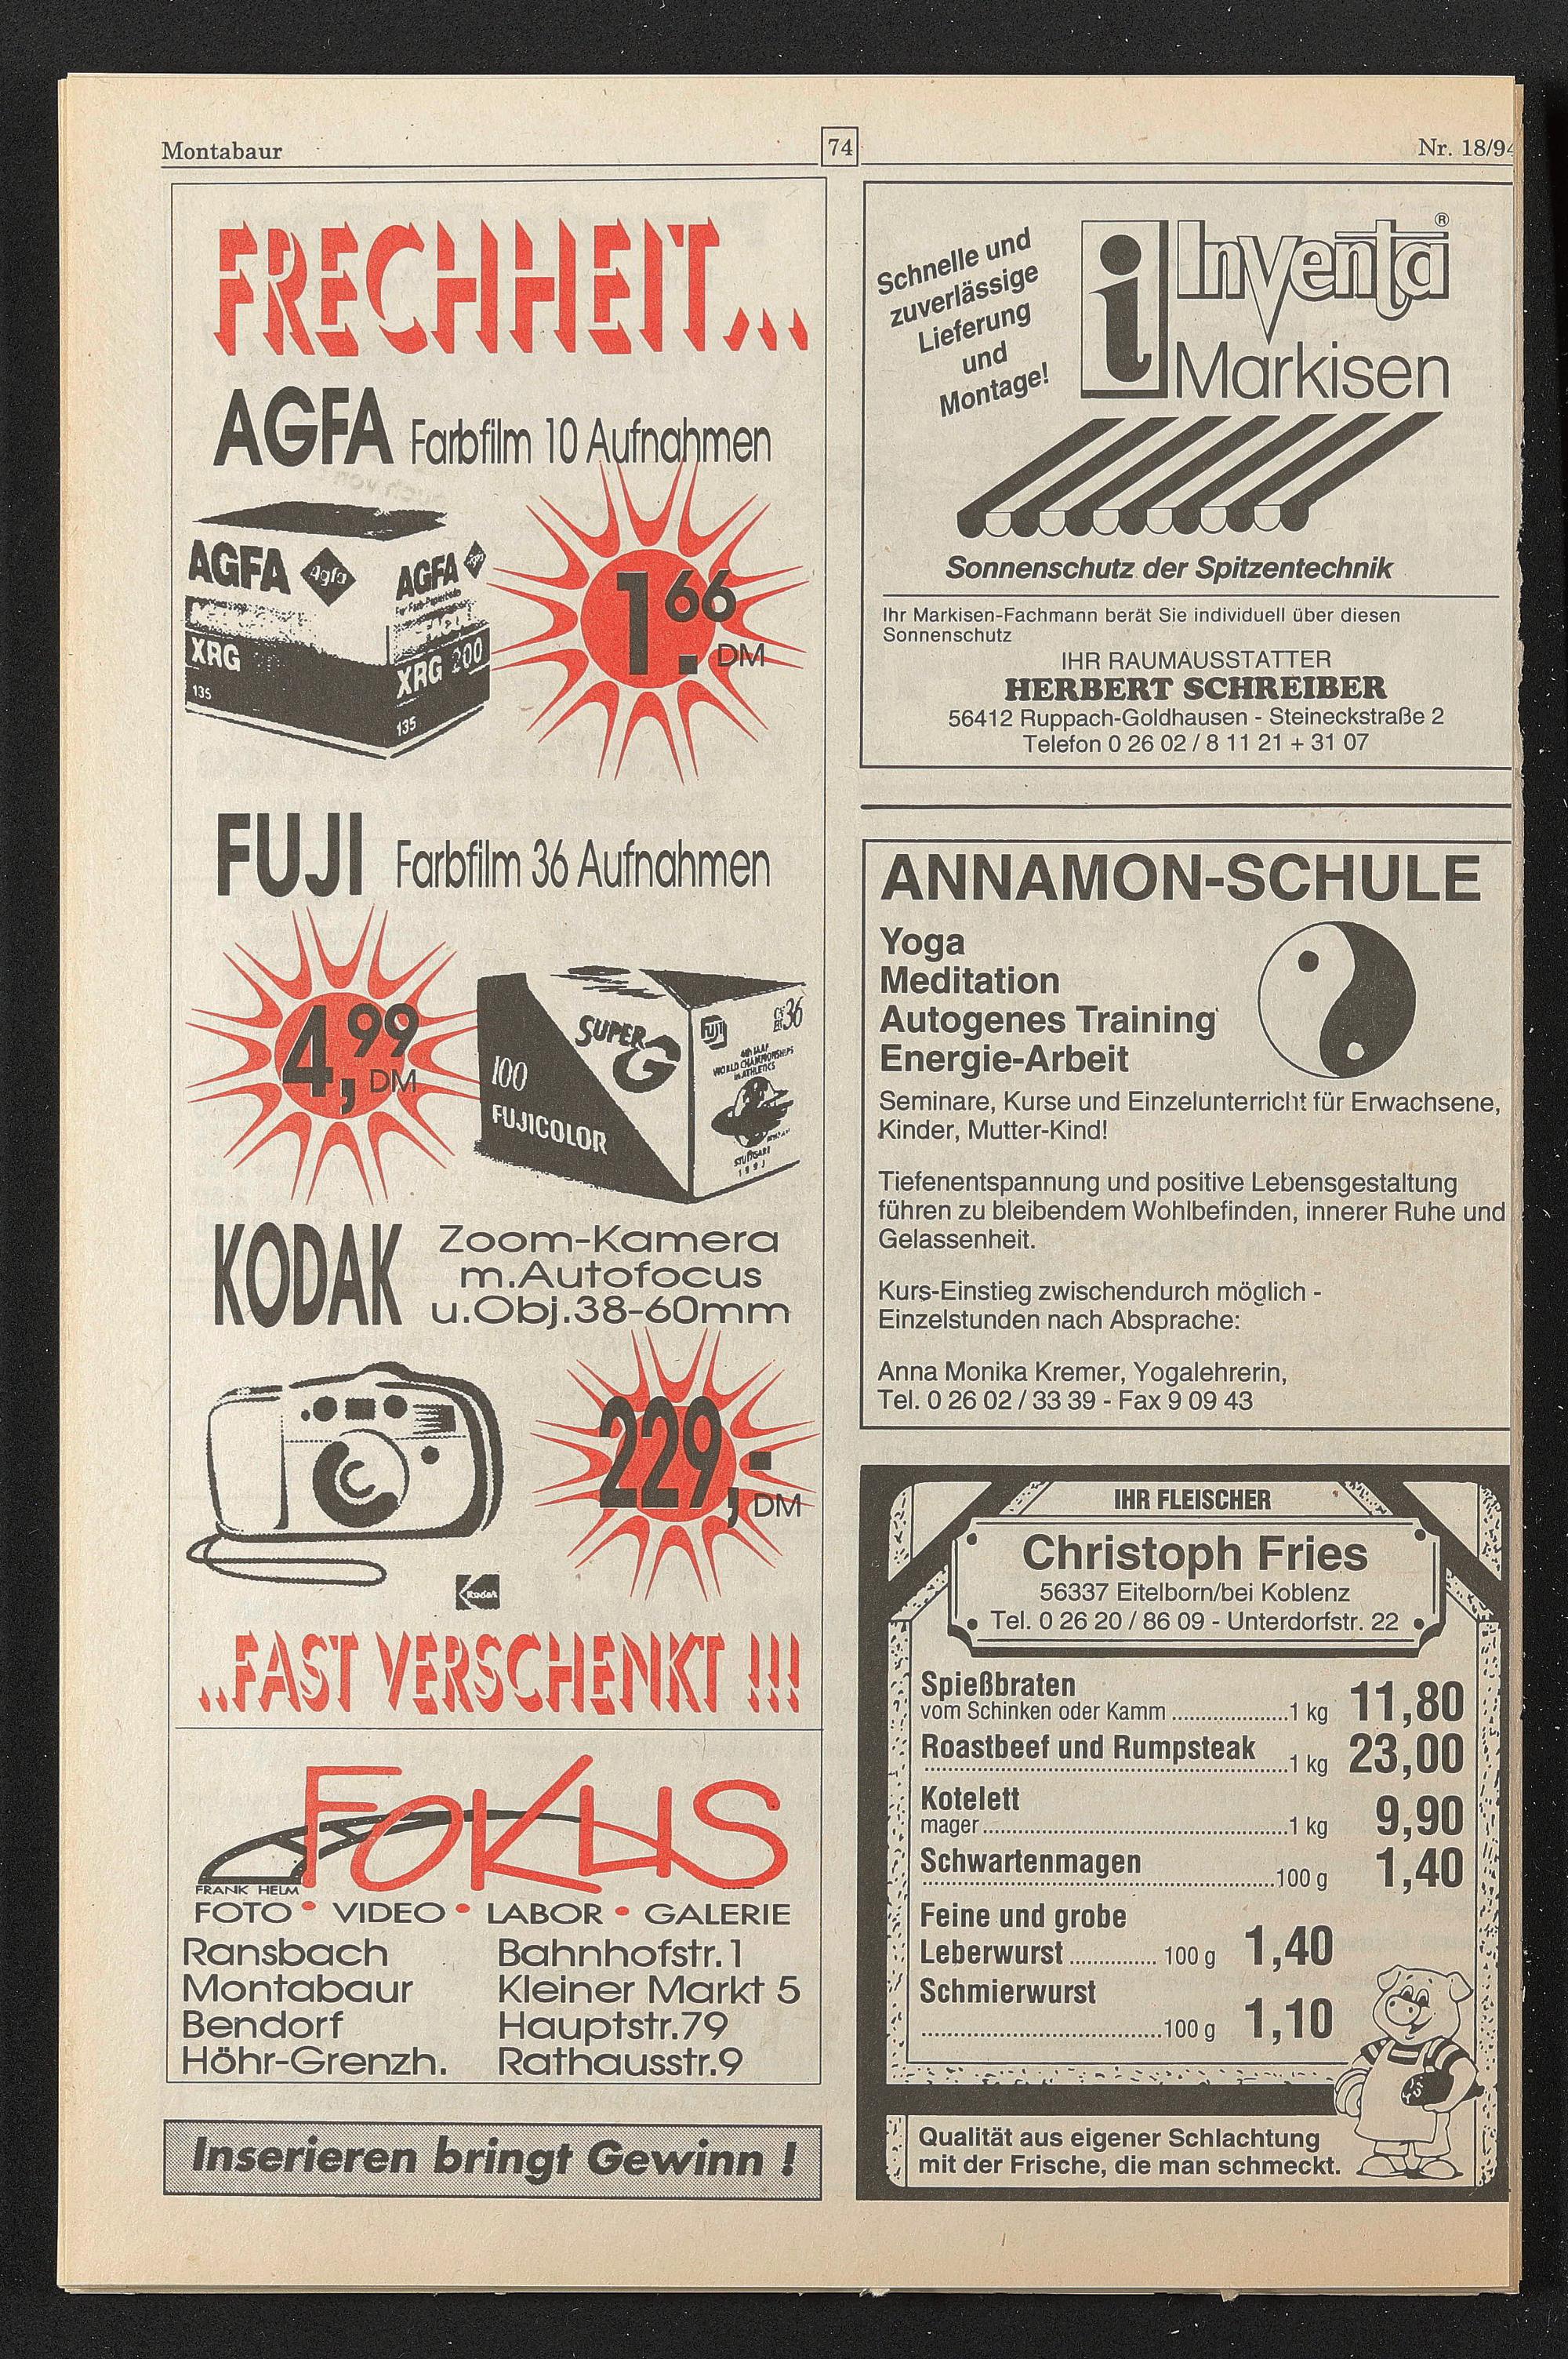 Montabaur
74
Nr. 18/94
FRECHHEIT...
AGFA Farbfilm 10 Aufnahmen
AGFA Agfa
AGFA Agfa
XRG
XRG 200
135
135
1.66 DM
FUJI Farbfilm 36 Aufnahmen
4,99 DM
SUPER G
100
FUJICOLOR
FUJI
36
WORLD CHAMPIONSHIPS
IN ATHLETICS
STUTTGART
1993
KODAK Zoom-Kamera
m.Autofocus
u.Obj.38-60mm
229,- DM
Kodak
..FAST VERSCHENKT !!!
FOKUS
FRANK HELM
FOTO • VIDEO • LABOR • GALERIE
Ransbach Bahnhofstr.1
Montabaur Kleiner Markt 5
Bendorf Hauptstr.79
Höhr-Grenzh. Rathausstr.9
Inserieren bringt Gewinn !
Schnelle und
zuverlässige
Lieferung
und
Montage!
i Inventa ®
Markisen
Sonnenschutz der Spitzentechnik
Ihr Markisen-Fachmann berät Sie individuell über diesen
Sonnenschutz
IHR RAUMAUSSTATTER
HERBERT SCHREIBER
56412 Ruppach-Goldhausen - Steineckstraße 2
Telefon 0 26 02 / 8 11 21 + 31 07
ANNAMON-SCHULE
Yoga
Meditation
Autogenes Training
Energie-Arbeit
Seminare, Kurse und Einzelunterricht für Erwachsene,
Kinder, Mutter-Kind!
Tiefenentspannung und positive Lebensgestaltung
führen zu bleibendem Wohlbefinden, innerer Ruhe und
Gelassenheit.
Kurs-Einstieg zwischendurch möglich -
Einzelstunden nach Absprache:
Anna Monika Kremer, Yogalehrerin,
Tel. 0 26 02 / 33 39 - Fax 9 09 43
IHR FLEISCHER
Christoph Fries
56337 Eitelborn/bei Koblenz
Tel. 0 26 20 / 86 09 - Unterdorfstr. 22
Spießbraten
vom Schinken oder Kamm ....................1 kg 11,80
Roastbeef und Rumpsteak
....................1 kg 23,00
Kotelett
mager....................1 kg 9,90
Schwartenmagen
....................100 g 1,40
Feine und grobe
Leberwurst ............... 100 g 1,40
Schmierwurst
....................100 g 1,10
Qualität aus eigener Schlachtung
mit der Frische, die man schmeckt.